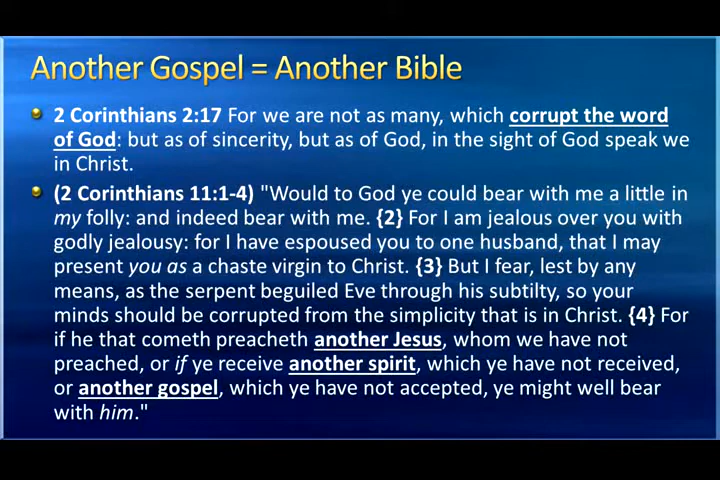 Another Gospel = Another Bible
2 Corinthians 2:17 For we are not as many, which corrupt the word
of God: but as of sincerity, but as of God, in the sight of God speak we
in Christ.
(2 Corinthians 11:1-4) "Would to God ye could bear with me a little in
my folly: and indeed bear with me. {2} For I am jealous over you with
godly jealousy: for I have espoused you to one husband, that I may
present you as a chaste virgin to Christ. {3} But I fear, lest by any
means, as the serpent beguiled Eve through his subtilty, so your
minds should be corrupted from the simplicity that is in Christ. {4} For
if he that cometh preacheth another Jesus, whom we have not
preached, or if ye receive another spirit, which ye have not received,
or another gospel, which ye have not accepted, ye might well bear
with him."